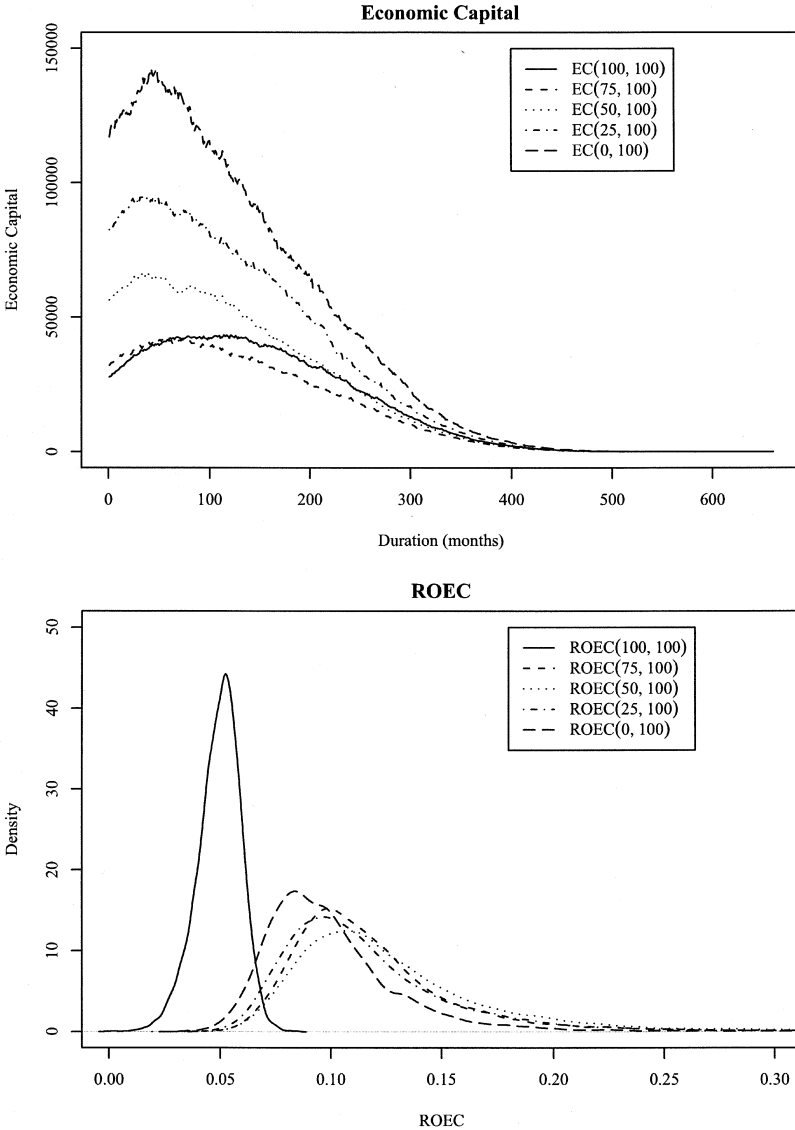 Economic Capital
150000
100000
50000
0
Economic Capital
EC(100, 100)
EC(75, 100)
EC(50, 100)
EC(25, 100)
EC(0, 100)
0 100 200 300 400 500 600
Duration (months)
ROEC
50
40
30
20
10
0
Density
ROEC(100, 100)
ROEC(75, 100)
ROEC(50, 100)
ROEC(25, 100)
ROEC(0, 100)
0.00 0.05 0.10 0.15 0.20 0.25 0.30
ROEC